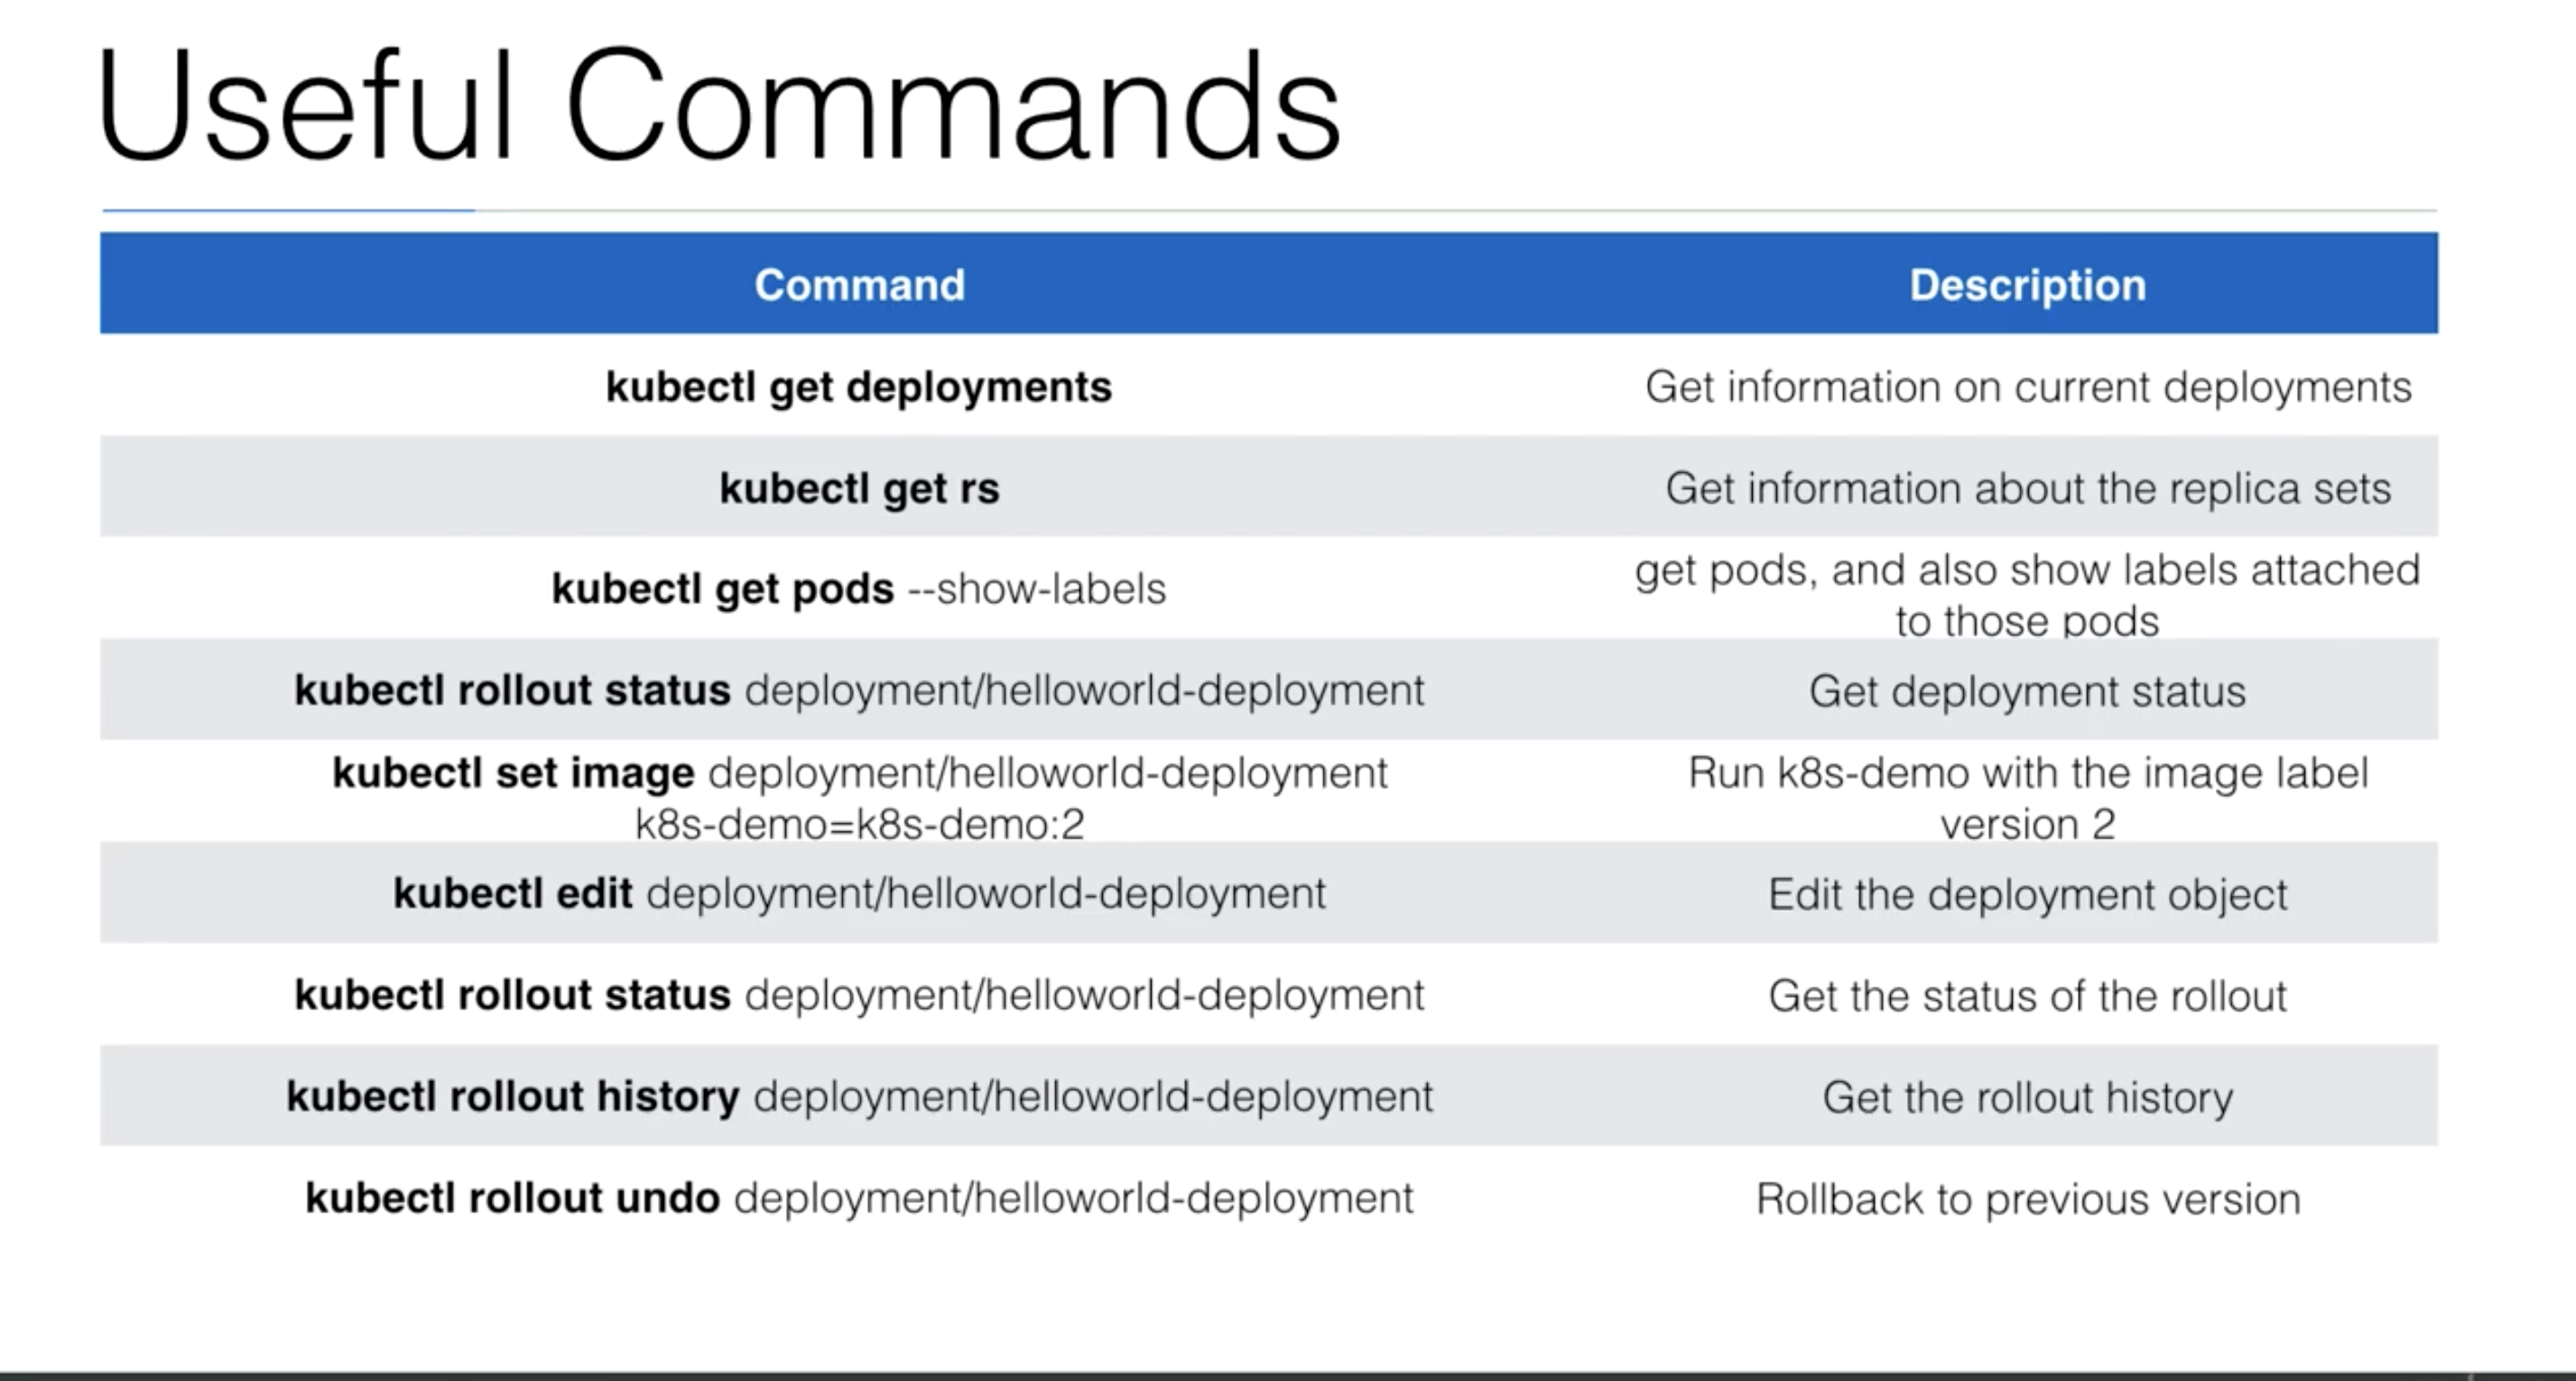 Useful Commands
Command Description
kubectl get deployments Get information on current deployments
kubectl get rs Get information about the replica sets
kubectl get pods --show-labels get pods, and also show labels attached
to those pods
kubectl rollout status deployment/helloworld-deployment Get deployment status
kubectl set image deployment/helloworld-deployment
k8s-demo=k8s-demo:2
Run k8s-demo with the image label
version 2
kubectl edit deployment/helloworld-deployment Edit the deployment object
kubectl rollout status deployment/helloworld-deployment Get the status of the rollout
kubectl rollout history deployment/helloworld-deployment Get the rollout history
kubectl rollout undo deployment/helloworld-deployment Rollback to previous version